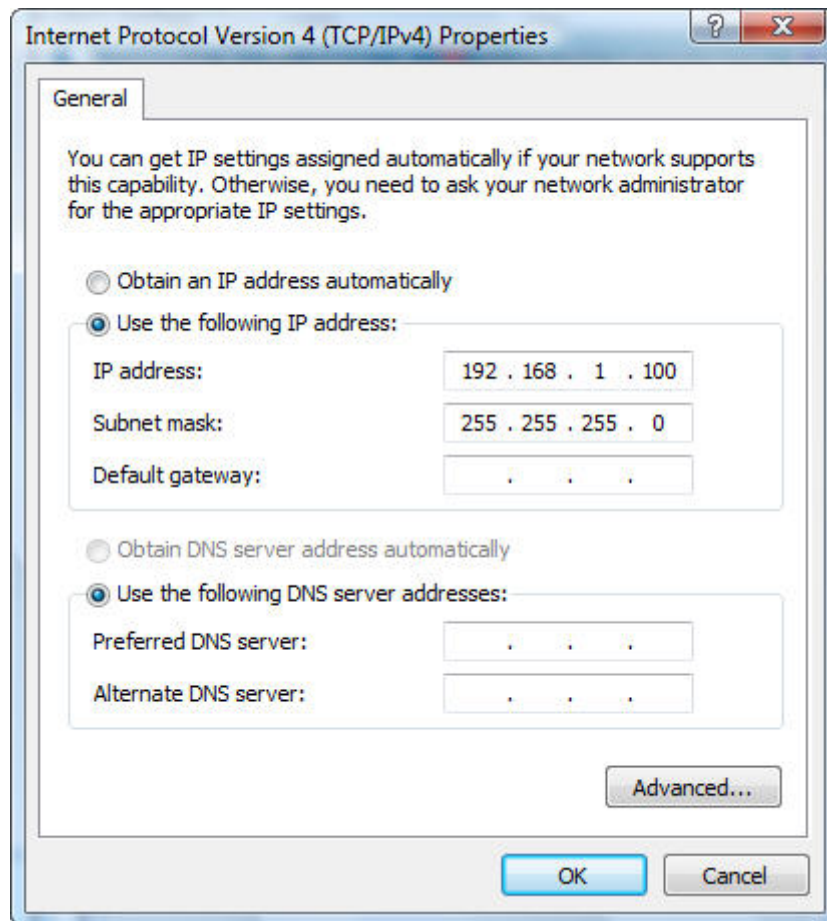 Internet Protocol Version 4 (TCP/IPv4) Properties
General
You can get IP settings assigned automatically if your network supports
this capability. Otherwise, you need to ask your network administrator
for the appropriate IP settings.
Obtain an IP address automatically
Use the following IP address:
IP address: 192 . 168 . 1 . 100
Subnet mask: 255 . 255 . 255 . 0
Default gateway: . . .
Obtain DNS server address automatically
Use the following DNS server addresses:
Preferred DNS server: . . .
Alternate DNS server: . . .
Advanced...
OK Cancel